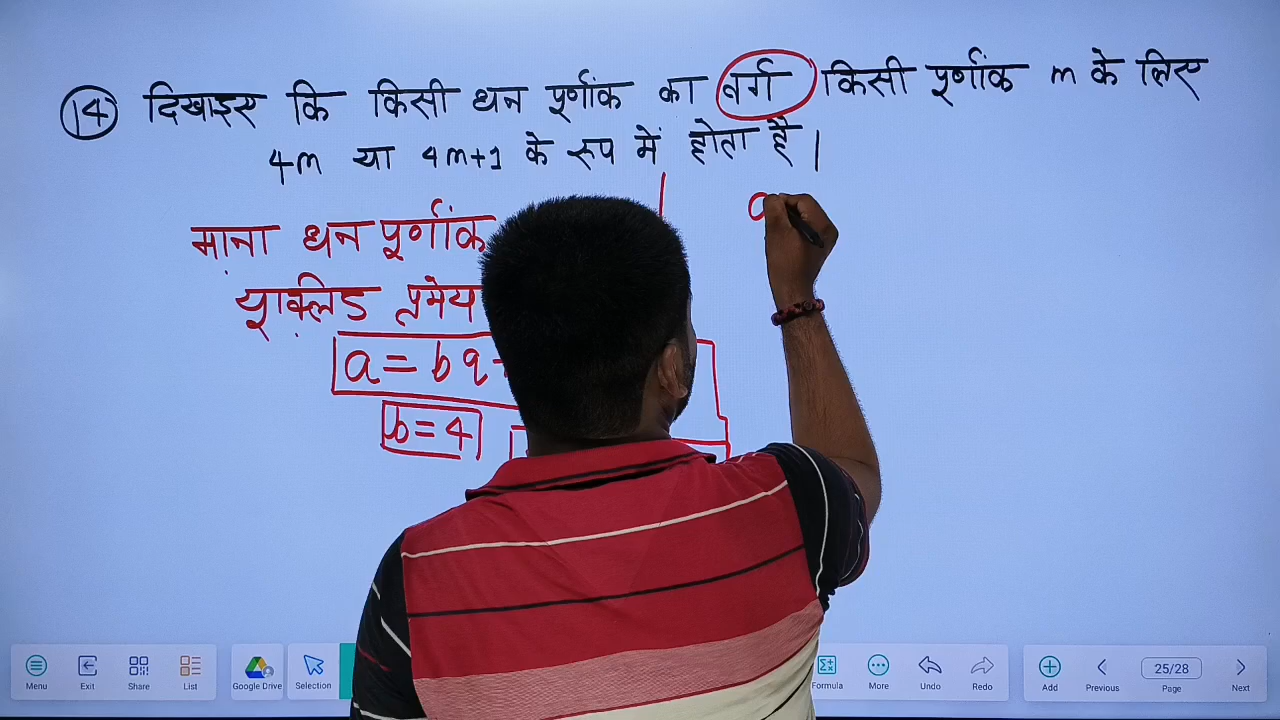 14 दिखाइए कि किसी धन पूर्णांक का वर्ग किसी पूर्णांक m के लिए
4m या 4m+1 के रूप में होता है |
माना धन पूर्णांक
यूक्लिड प्रमेय
a = bq
b = 4
Menu Exit Share List Google Drive Selection Formula More Undo Redo Add Previous 25/28 Page Next